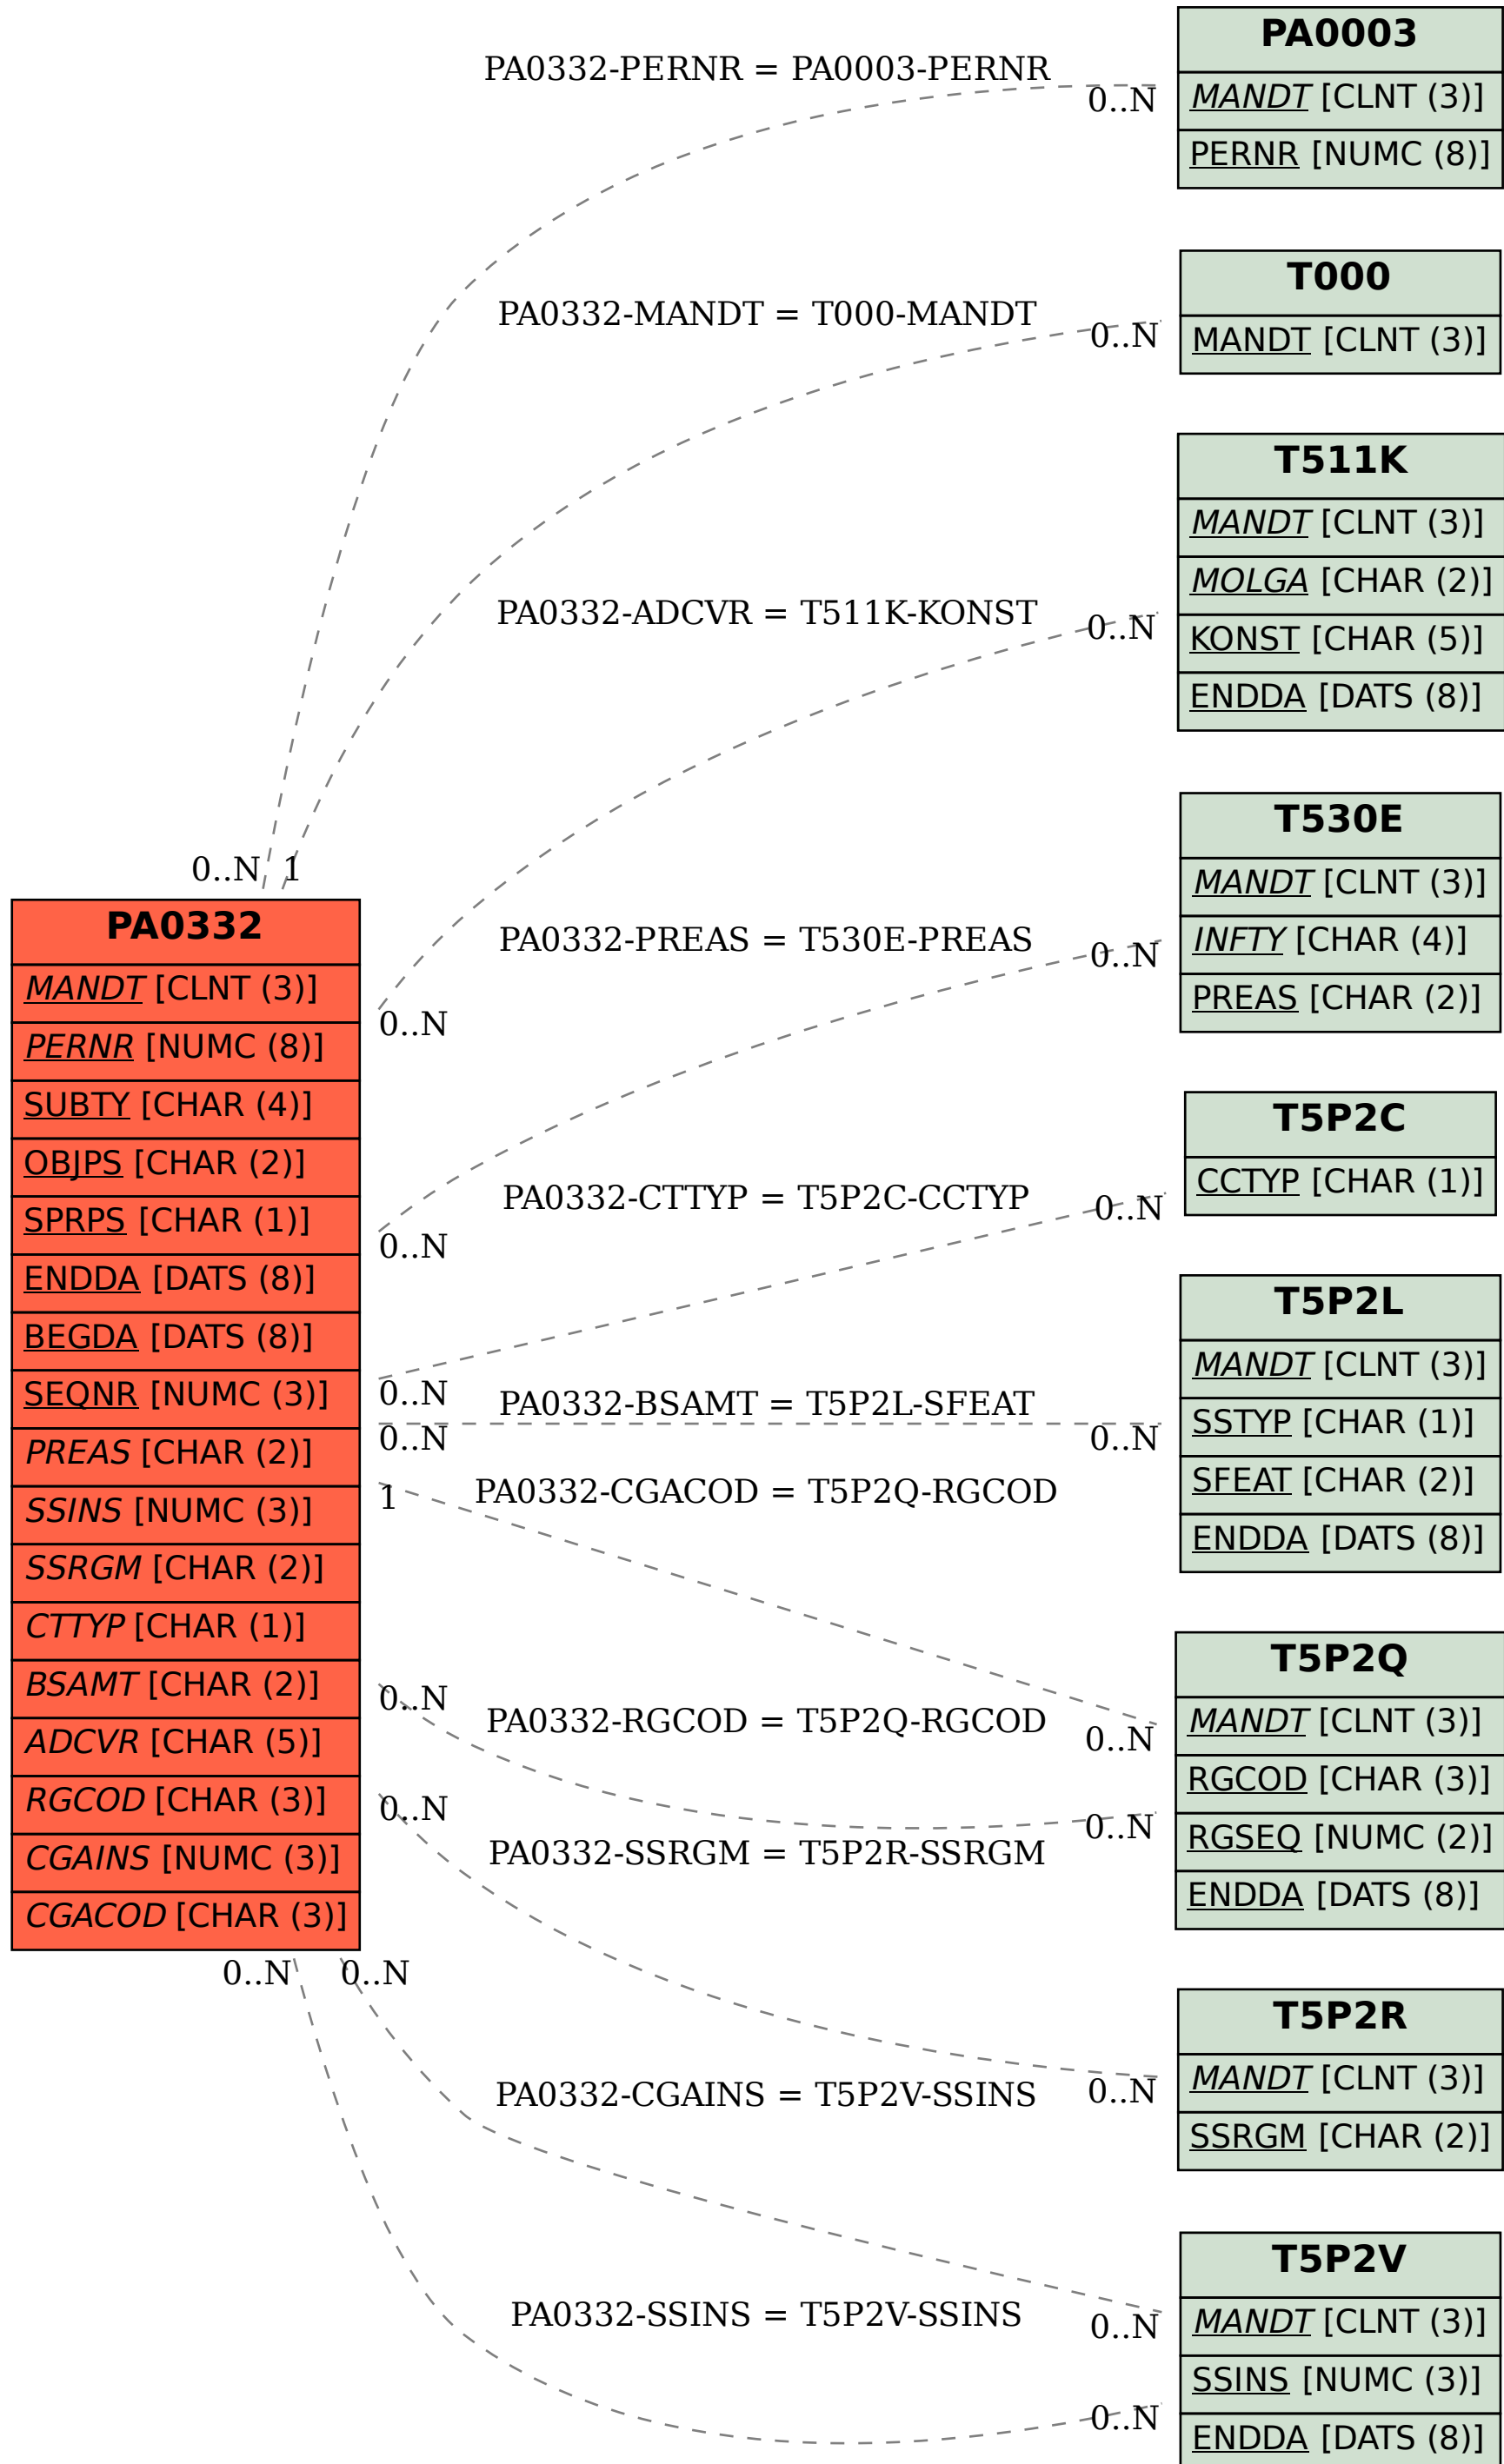 PA0332
MANDT [CLNT (3)]
PERNR [NUMC (8)]
SUBTY [CHAR (4)]
OBJPS [CHAR (2)]
SPRPS [CHAR (1)]
ENDDA [DATS (8)]
BEGDA [DATS (8)]
SEQNR [NUMC (3)]
PREAS [CHAR (2)]
SSINS [NUMC (3)]
SSRGM [CHAR (2)]
CTTYP [CHAR (1)]
BSAMT [CHAR (2)]
ADCVR [CHAR (5)]
RGCOD [CHAR (3)]
CGAINS [NUMC (3)]
CGACOD [CHAR (3)]
PA0332-PERNR = PA0003-PERNR
0..N
0..N
PA0332-MANDT = T000-MANDT
1
0..N
PA0332-ADCVR = T511K-KONST
0..N
0..N
PA0332-PREAS = T530E-PREAS
0..N
0..N
PA0332-CTTYP = T5P2C-CCTYP
0..N
0..N
PA0332-BSAMT = T5P2L-SFEAT
0..N
0..N
PA0332-CGACOD = T5P2Q-RGCOD
1
0..N
PA0332-RGCOD = T5P2Q-RGCOD
0..N
0..N
PA0332-SSRGM = T5P2R-SSRGM
0..N
0..N
PA0332-CGAINS = T5P2V-SSINS
0..N
0..N
PA0332-SSINS = T5P2V-SSINS
0..N
0..N
PA0003
MANDT [CLNT (3)]
PERNR [NUMC (8)]
T000
MANDT [CLNT (3)]
T511K
MANDT [CLNT (3)]
MOLGA [CHAR (2)]
KONST [CHAR (5)]
ENDDA [DATS (8)]
T530E
MANDT [CLNT (3)]
INFTY [CHAR (4)]
PREAS [CHAR (2)]
T5P2C
CCTYP [CHAR (1)]
T5P2L
MANDT [CLNT (3)]
SSTYP [CHAR (1)]
SFEAT [CHAR (2)]
ENDDA [DATS (8)]
T5P2Q
MANDT [CLNT (3)]
RGCOD [CHAR (3)]
RGSEQ [NUMC (2)]
ENDDA [DATS (8)]
T5P2R
MANDT [CLNT (3)]
SSRGM [CHAR (2)]
T5P2V
MANDT [CLNT (3)]
SSINS [NUMC (3)]
ENDDA [DATS (8)]